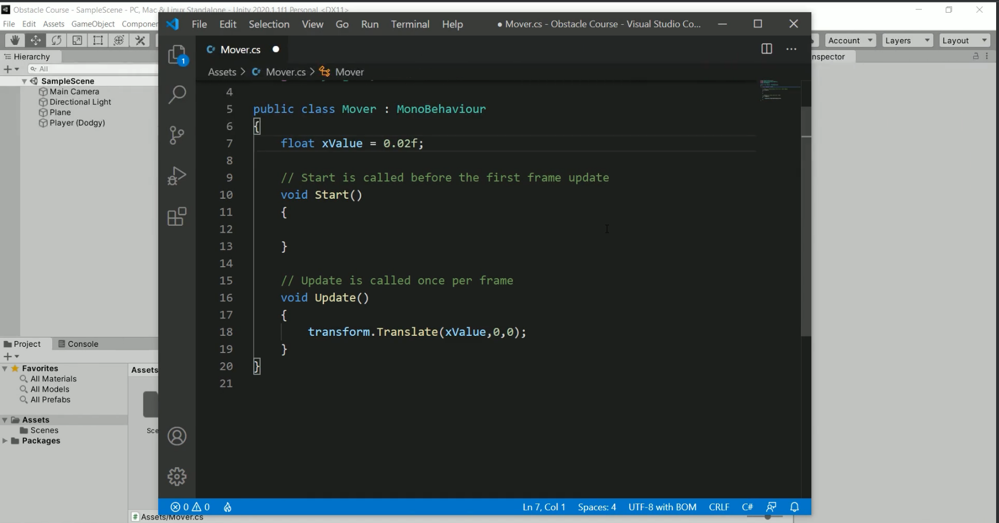 Obstacle Course - SampleScene - PC, Mac & Linux Standalone - Unity 2020.1.1f1 Personal <DX11>
File Edit Assets GameObject Componen
Account
Layers
Layout
Hierarchy
All
SampleScene
Main Camera
Directional Light
Plane
Player (Dodgy)
nspector
File Edit Selection View Go Run Terminal Help
● Mover.cs - Obstacle Course - Visual Studio Co...
1
C# Mover.cs ●
Assets > C# Mover.cs > Mover
4
5 public class Mover : MonoBehaviour
6 {
7 float xValue = 0.02f;
8
9 // Start is called before the first frame update
10 void Start()
11 {
12
13 }
14
15 // Update is called once per frame
16 void Update()
17 {
18 transform.Translate(xValue,0,0);
19 }
20 }
21
Project
Console
Favorites
All Materials
All Models
All Prefabs
Assets
Scenes
Packages
Assets
Sce
0 0
Ln 7, Col 1 Spaces: 4 UTF-8 with BOM CRLF C#
# Assets/Mover.cs